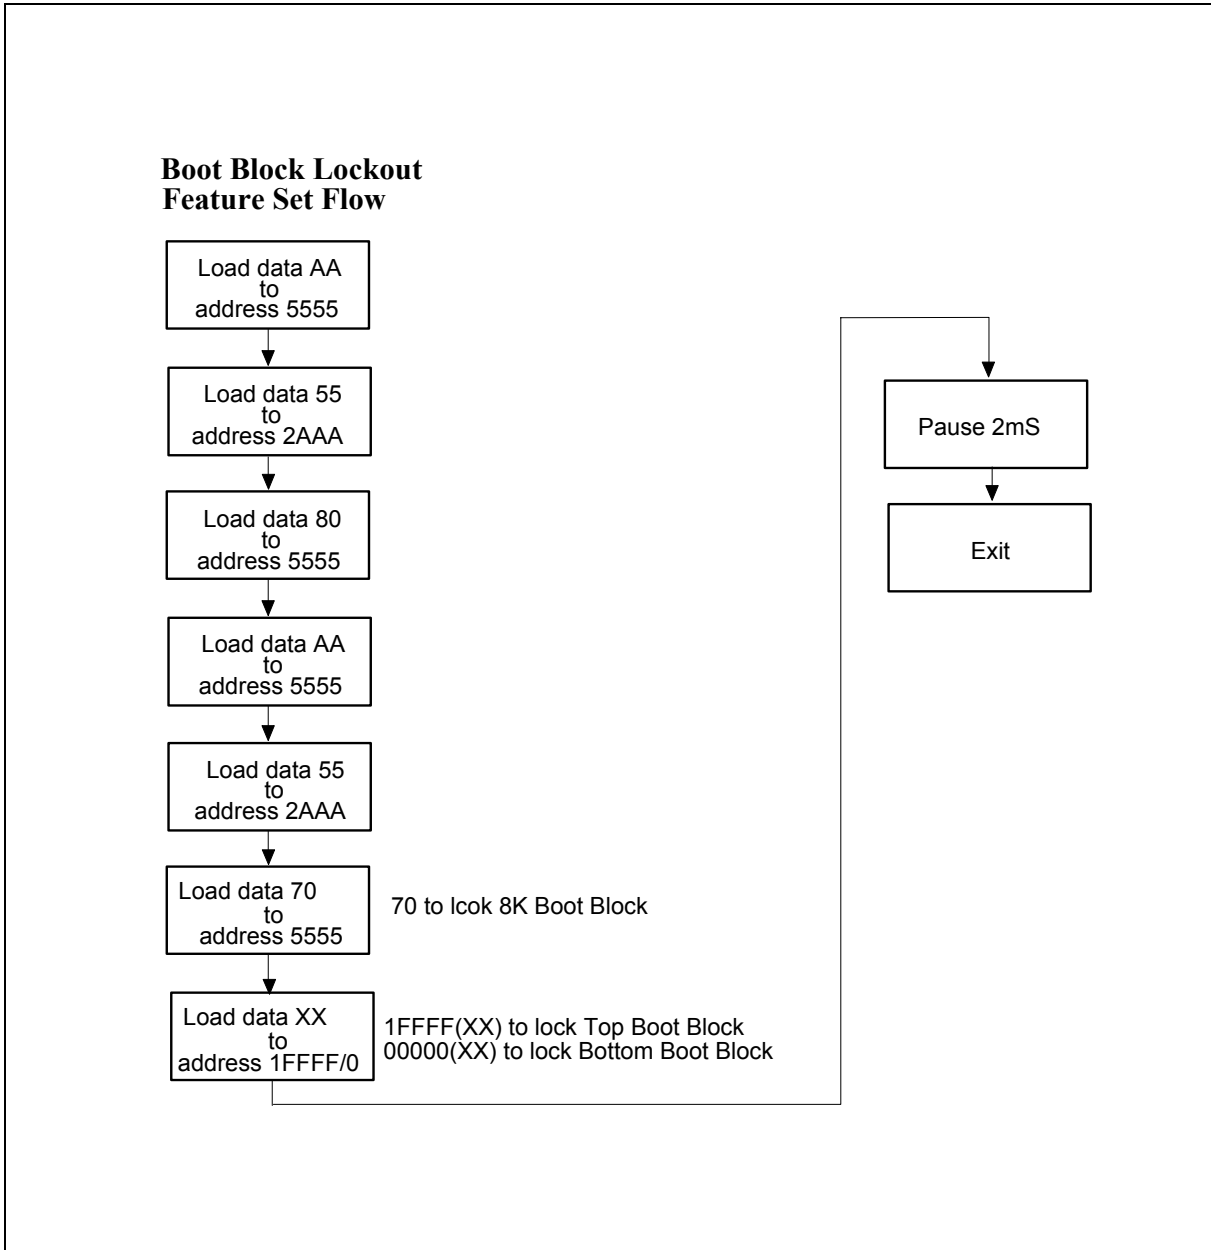 Boot Block Lockout
Feature Set Flow
Load data AA
to
address 5555
Load data 55
to
address 2AAA
Load data 80
to
address 5555
Load data AA
to
address 5555
Load data 55
to
address 2AAA
Load data 70
to
address 5555
70 to lcok 8K Boot Block
Load data XX
to
address 1FFFF/0
1FFFF(XX) to lock Top Boot Block
00000(XX) to lock Bottom Boot Block
Pause 2mS
Exit